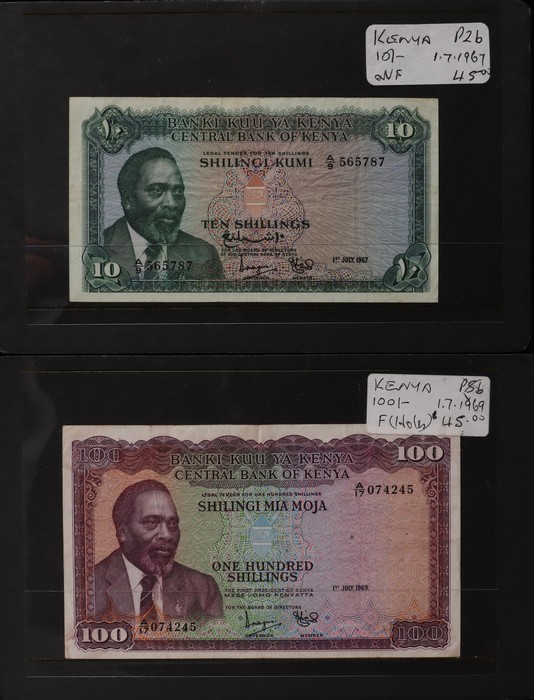 KENYA P2b
10/- 1.7.1967
45.00
BANKI KUU YA KENYA
CENTRAL BANK OF KENYA
10
LEGAL TENDER FOR TEN SHILLINGS
SHILINGI KUMI A/9 565787
TEN SHILLINGS
FOR THE BOARD OF DIRECTORS
OF THE CENTRAL BANK OF KENYA
1ST JULY, 1967.
A/9 565787
10
MEMBER
KENYA P5b
100/- 1.7.1969
F (Holes) $45.00
100 100
BANKI KUU YA KENYA
CENTRAL BANK OF KENYA
LEGAL TENDER FOR ONE HUNDRED SHILLINGS
A/17 074245
SHILINGI MIA MOJA
ONE HUNDRED
SHILLINGS
THE FIRST PRESIDENT OF KENYA
MZEE JOMO KENYATTA
1ST JULY, 1969.
FOR THE BOARD OF DIRECTORS
A/17 074245
100 GOVERNOR MEMBER 100